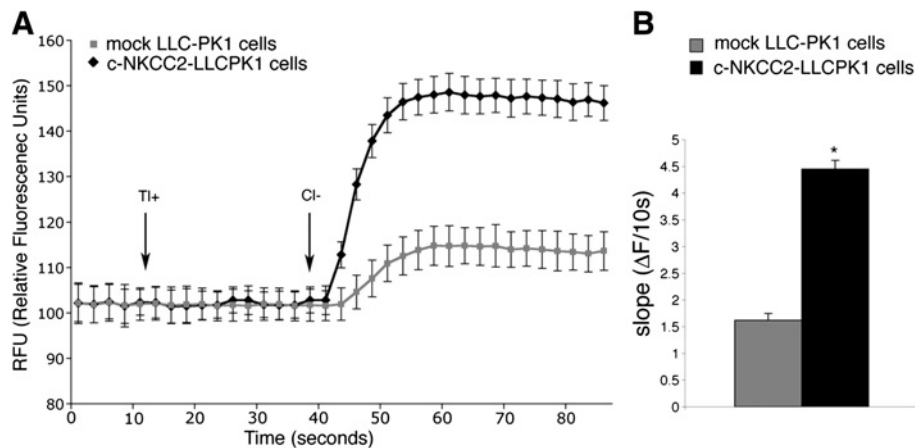 A
mock LLC-PK1 cells
c-NKCC2-LLCPK1 cells
160
150
140
130
120
110
100
90
80
RFU (Relative Fluorescenec Units)
Tl+
Cl-
0 10 20 30 40 50 60 70 80
Time (seconds)
B
mock LLC-PK1 cells
c-NKCC2-LLCPK1 cells
5
4.5
4
3.5
3
2.5
2
1.5
1
0.5
0
slope (ΔF/10s)
*